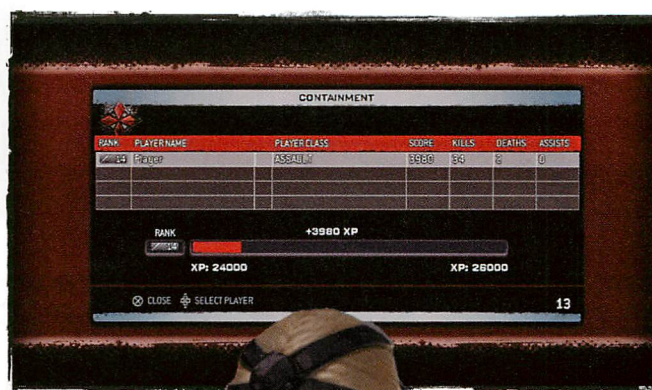 CONTAINMENT
RANK PLAYER NAME PLAYER CLASS SCORE KILLS DEATHS ASSISTS
14 Player ASSAULT 3980 34 2 0
RANK +3980 XP
14
XP: 24000 XP: 26000
CLOSE SELECT PLAYER 13